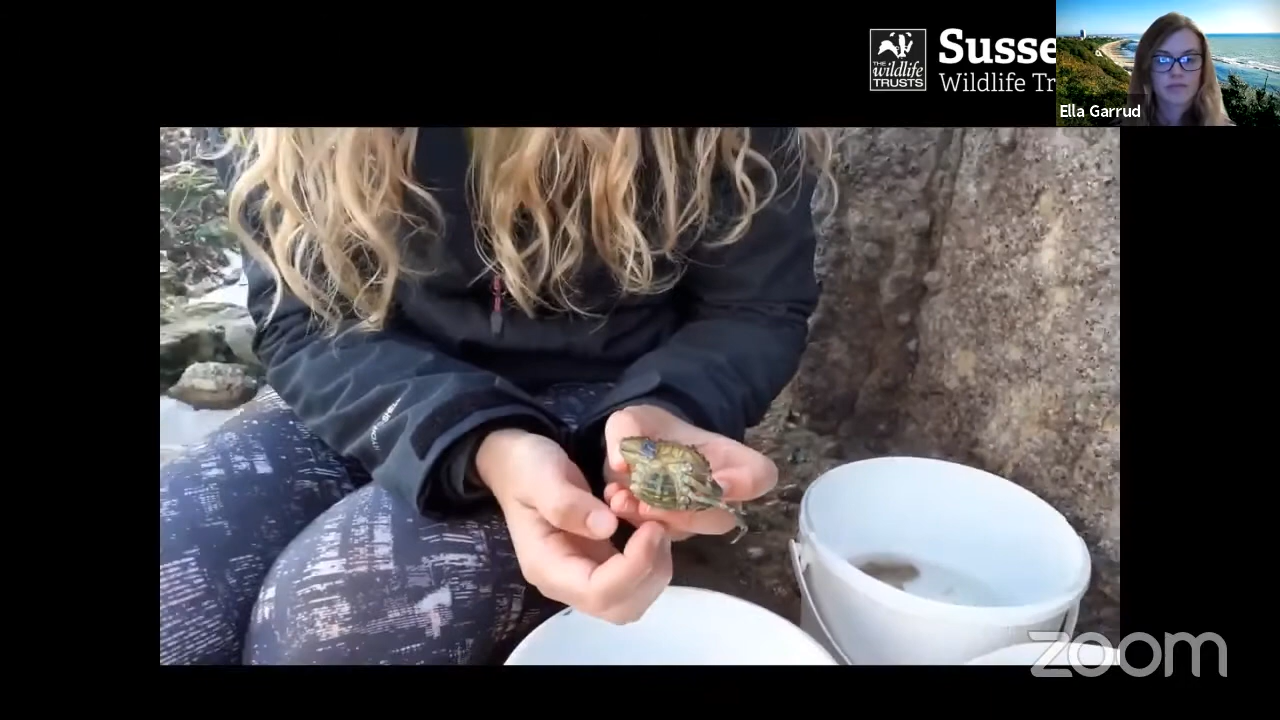 THE
wildlife
TRUSTS
Susse
Wildlife Tr
Ella Garrud
zoom